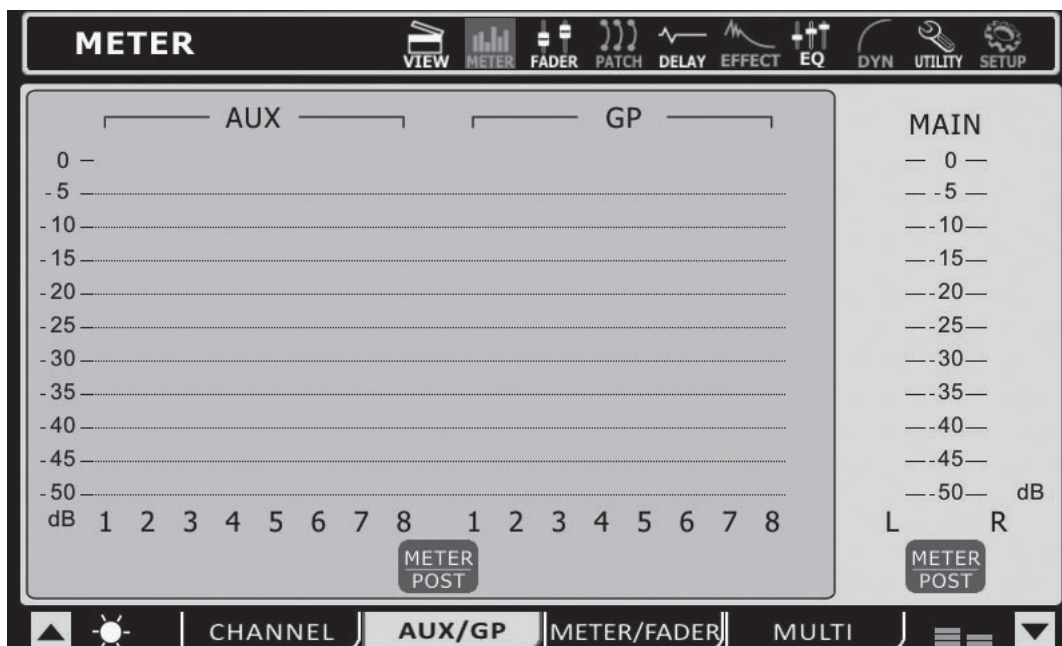 METER
VIEW METER FADER PATCH DELAY EFFECT EQ DYN UTILITY SETUP
AUX GP MAIN
0 0
-5 -5
-10 -10
-15 -15
-20 -20
-25 -25
-30 -30
-35 -35
-40 -40
-45 -45
-50 -50 dB
dB 1 2 3 4 5 6 7 8 1 2 3 4 5 6 7 8 L R
METER METER
POST POST
CHANNEL AUX/GP METER/FADER MULTI